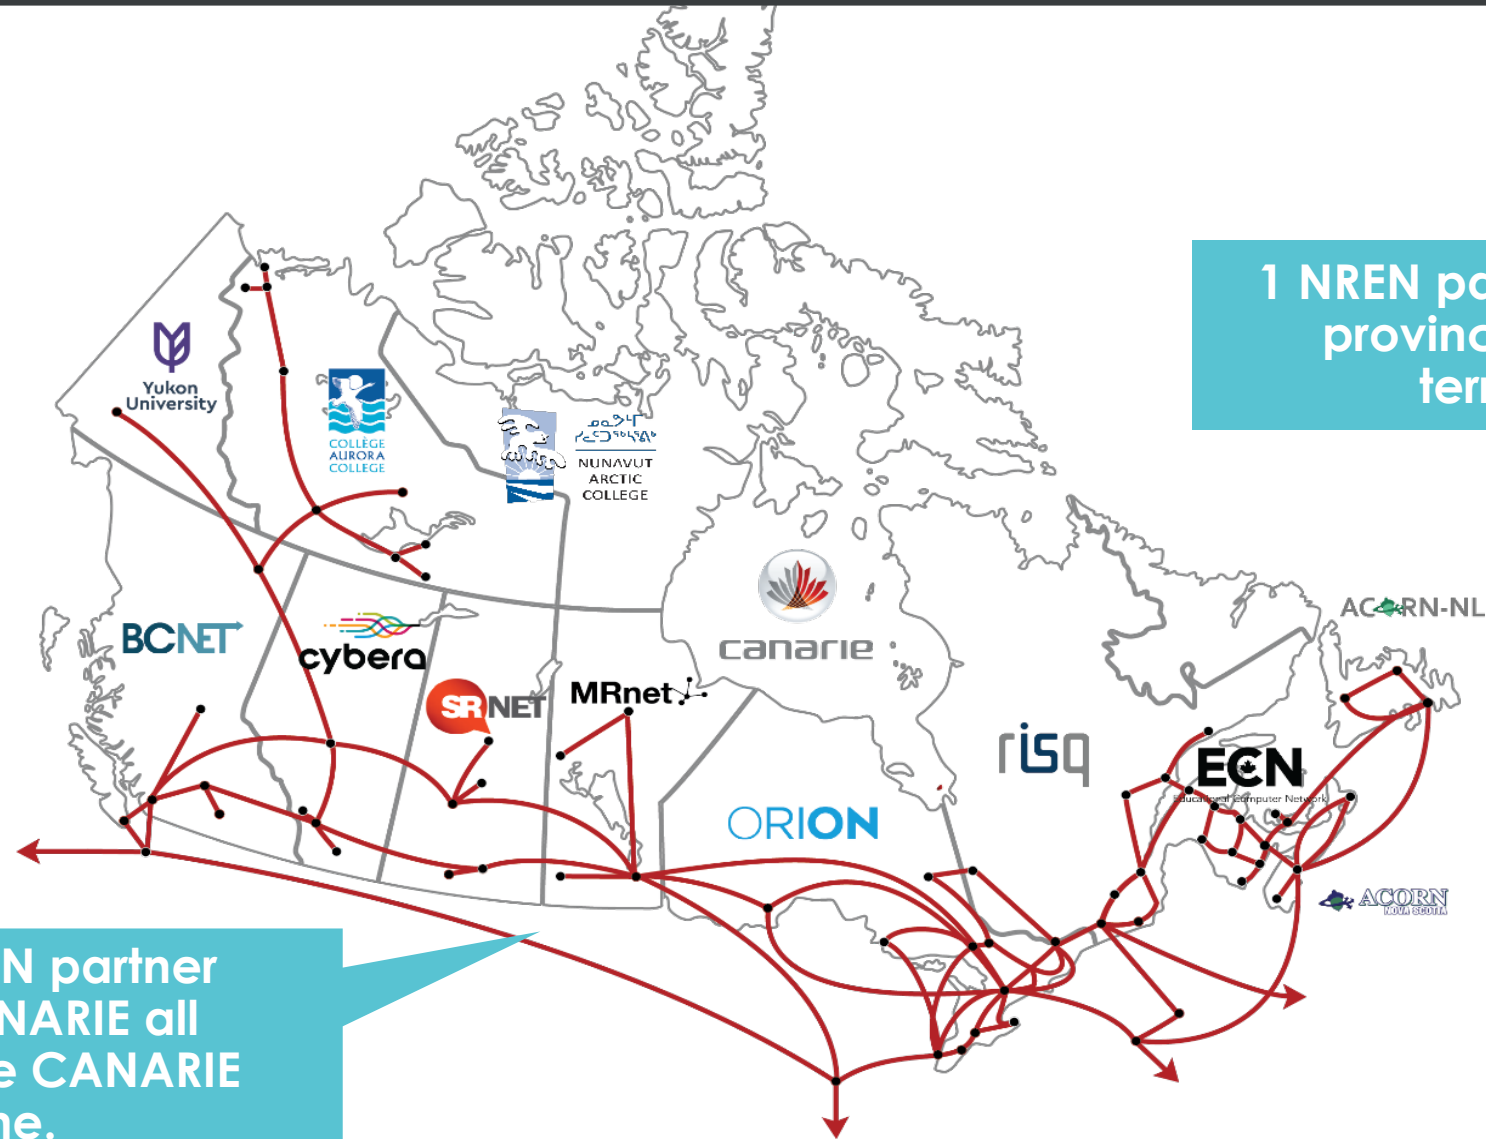 1 NREN pa
provinc
terr
Yukon
University
COLLÈGE
AURORA
COLLEGE
NUNAVUT
ARCTIC
COLLEGE
canarie
ACORN-NL
BCNET
cybera
SRNET
MRnet
risq
ECN
Educational Computer Network
ORION
ACORN
NOVA SCOTIA
N partner
NARIE all
e CANARIE
ne.